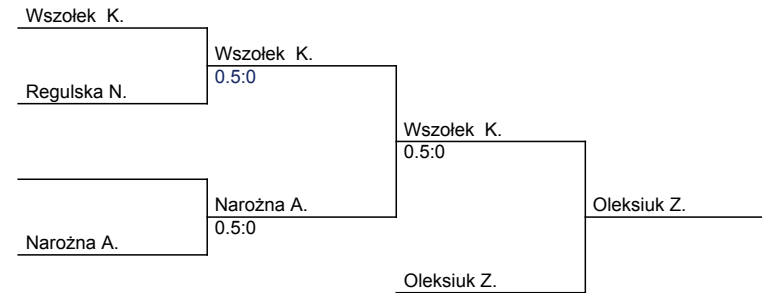 Wszołek  K.
Wszołek  K.
0.5:0
Regulska N.
Wszołek  K.
0.5:0
Narożna A.
0.5:0
Oleksiuk Z.
Narożna A.
Oleksiuk Z.